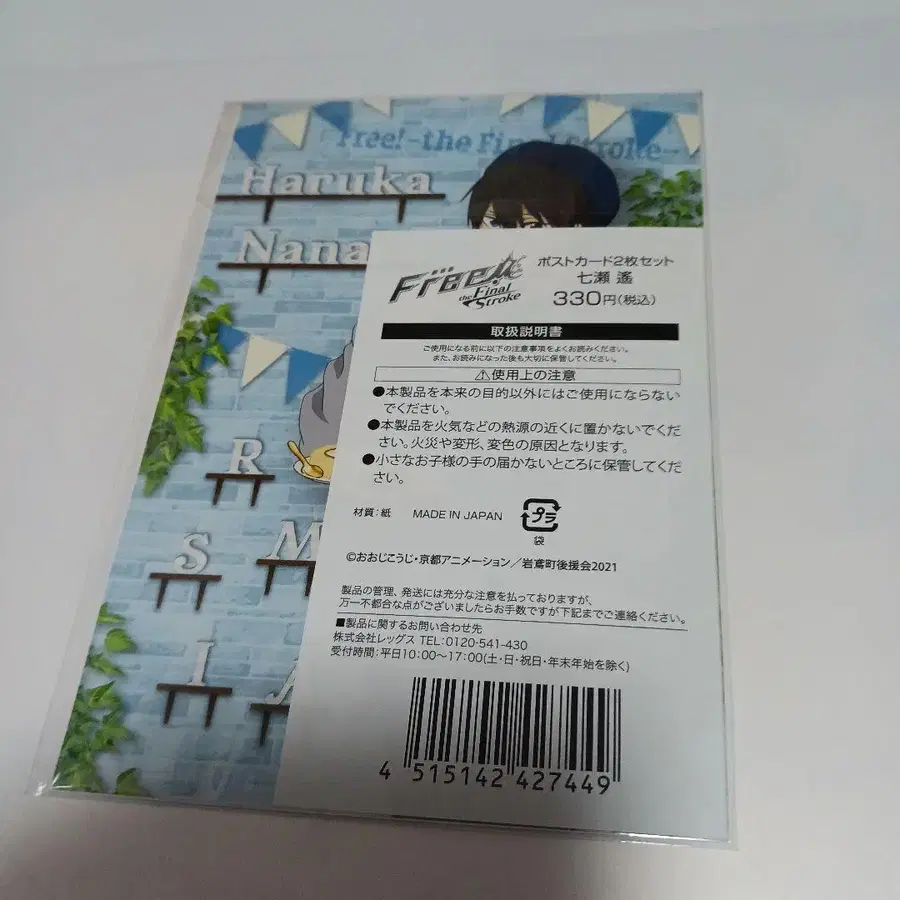 Free!-the Final Stroke-
Haruka
Nana
R
S
M
I
Free!
the Final
Stroke
ポストカード2枚セット
七瀬 遙
330円(税込)
取扱説明書
ご使用になる前に以下の注意事項をよくお読みください。
また、お読みになった後も大切に保管してください。
⚠使用上の注意
●本製品を本来の目的以外にはご使用にならない
でください。
●本製品を火気などの熱源の近くに置かないでくだ
さい。火災や変形、変色の原因となります。
●小さなお子様の手の届かないところに保管してくだ
さい。
材質:紙 MADE IN JAPAN
プラ
袋
©おおじこうじ・京都アニメーション/岩鳶町後援会2021
製品の管理、発送には充分な注意を払っておりますが、
万一不都合な点がございましたらお手数ですが下記までご連絡ください。
■製品に関するお問い合わせ先
株式会社レッグス TEL:0120-541-430
受付時間:平日10:00~17:00(土・日・祝日・年末年始を除く)
4 515142 427449